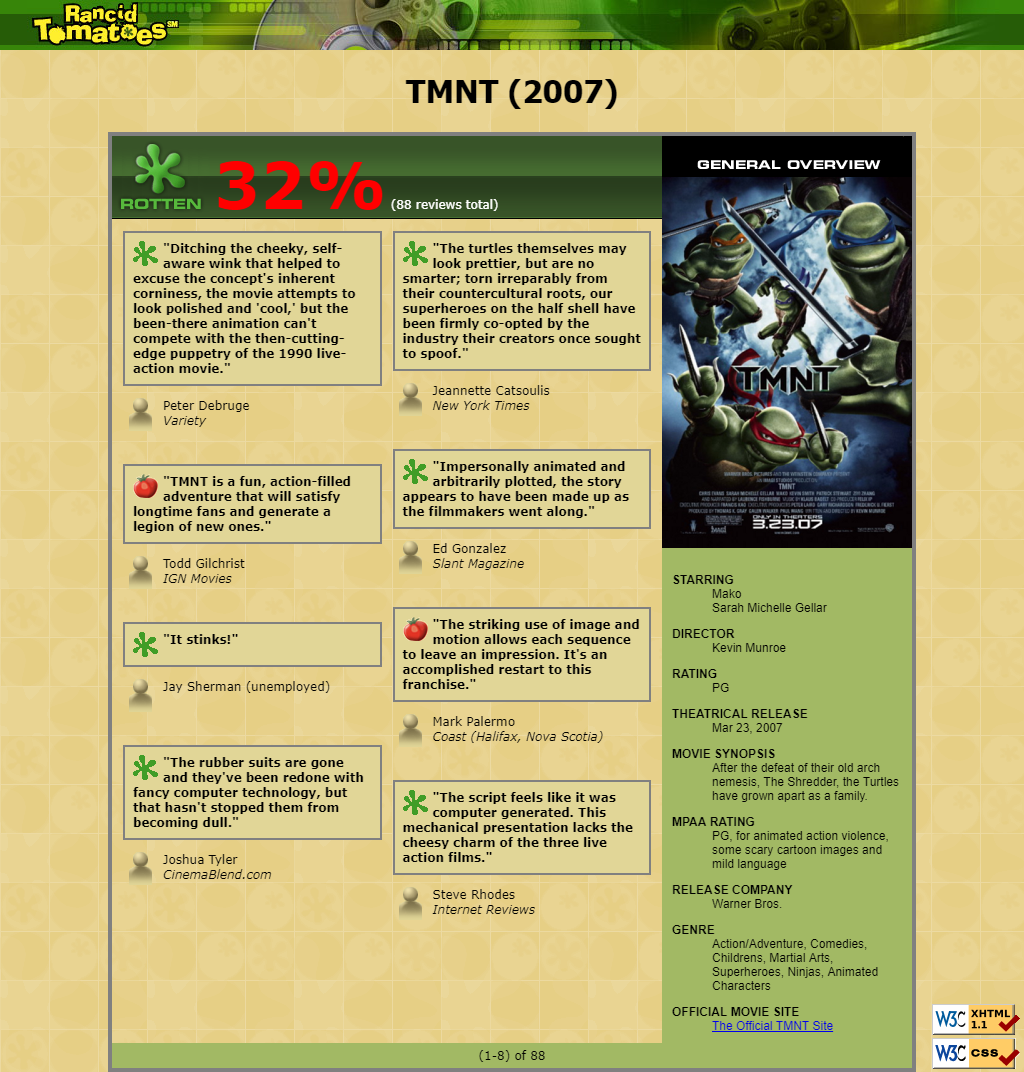 Rancid
TomatoesSM
TMNT (2007)
ROTTEN
32%
(88 reviews total)
"Ditching the cheeky, self-
aware wink that helped to
excuse the concept's inherent
corniness, the movie attempts to
look polished and 'cool,' but the
been-there animation can't
compete with the then-cutting-
edge puppetry of the 1990 live-
action movie."
Peter Debruge
Variety
"TMNT is a fun, action-filled
adventure that will satisfy
longtime fans and generate a
legion of new ones."
Todd Gilchrist
IGN Movies
"It stinks!"
Jay Sherman (unemployed)
"The rubber suits are gone
and they've been redone with
fancy computer technology, but
that hasn't stopped them from
becoming dull."
Joshua Tyler
CinemaBlend.com
"The turtles themselves may
look prettier, but are no
smarter; torn irreparably from
their countercultural roots, our
superheroes on the half shell have
been firmly co-opted by the
industry their creators once sought
to spoof."
Jeannette Catsoulis
New York Times
"Impersonally animated and
arbitrarily plotted, the story
appears to have been made up as
the filmmakers went along."
Ed Gonzalez
Slant Magazine
"The striking use of image and
motion allows each sequence
to leave an impression. It's an
accomplished restart to this
franchise."
Mark Palermo
Coast (Halifax, Nova Scotia)
"The script feels like it was
computer generated. This
mechanical presentation lacks the
cheesy charm of the three live
action films."
Steve Rhodes
Internet Reviews
GENERAL OVERVIEW
TMNT
TMNT
ONLY IN THEATERS
3.23.07
STARRING
Mako
Sarah Michelle Gellar
DIRECTOR
Kevin Munroe
RATING
PG
THEATRICAL RELEASE
Mar 23, 2007
MOVIE SYNOPSIS
After the defeat of their old arch
nemesis, The Shredder, the Turtles
have grown apart as a family.
MPAA RATING
PG, for animated action violence,
some scary cartoon images and
mild language
RELEASE COMPANY
Warner Bros.
GENRE
Action/Adventure, Comedies,
Childrens, Martial Arts,
Superheroes, Ninjas, Animated
Characters
OFFICIAL MOVIE SITE
The Official TMNT Site
(1-8) of 88
W3C XHTML
1.1
W3C CSS